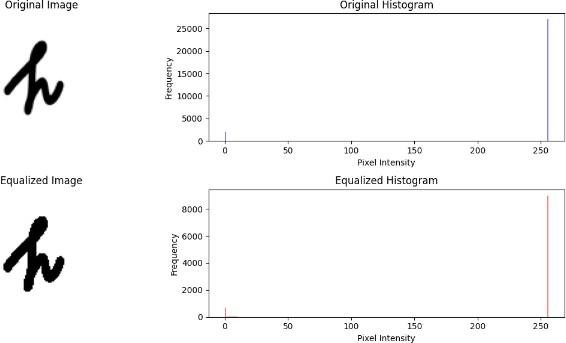 Original Image
Original Histogram
h
25000
20000
15000
10000
5000
0
Frequency
0 50 100 150 200 250
Pixel Intensity
Equalized Image
Equalized Histogram
h
8000
6000
4000
2000
0
Frequency
0 50 100 150 200 250
Pixel Intensity